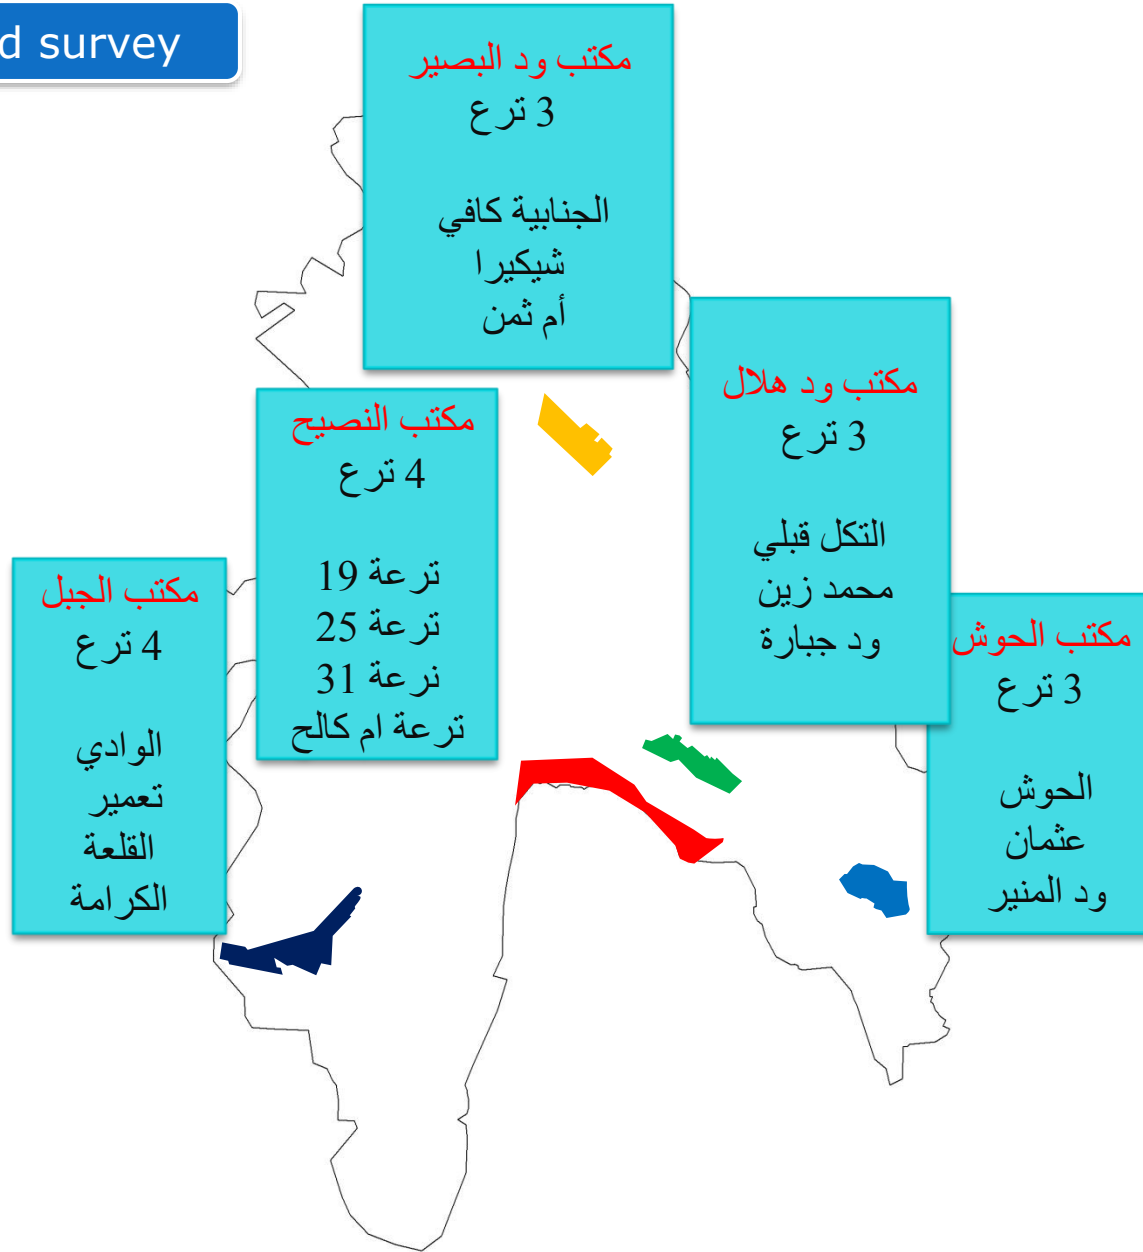 d survey
مكتب ود البصير
3 ترع
الجنابية كافي
شيكيرا
أم ثمن
مكتب ود هلال
3 ترع
التكل قبلي
محمد زين
ود جبارة
مكتب النصيح
4 ترع
ترعة 19
ترعة 25
نرعة 31
ترعة ام كالح
مكتب الجبل
4 ترع
الوادي
تعمير
القلعة
الكرامة
مكتب الحوش
3 ترع
الحوش
عثمان
ود المنير